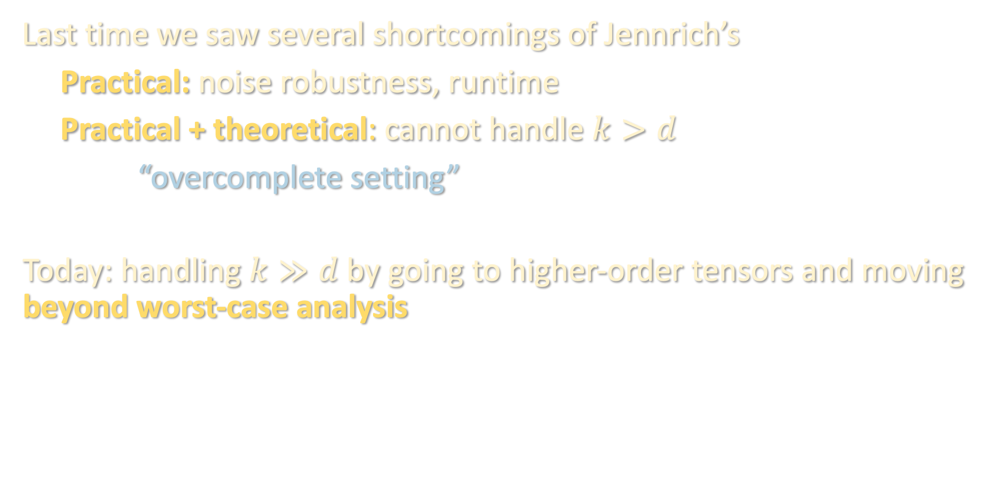 Last time we saw several shortcomings of Jennrich’s
Practical: noise robustness, runtime
Practical + theoretical: cannot handle 𝑘 > 𝑑
“overcomplete setting”
Today: handling 𝑘 ≫ 𝑑 by going to higher-order tensors and moving
beyond worst-case analysis